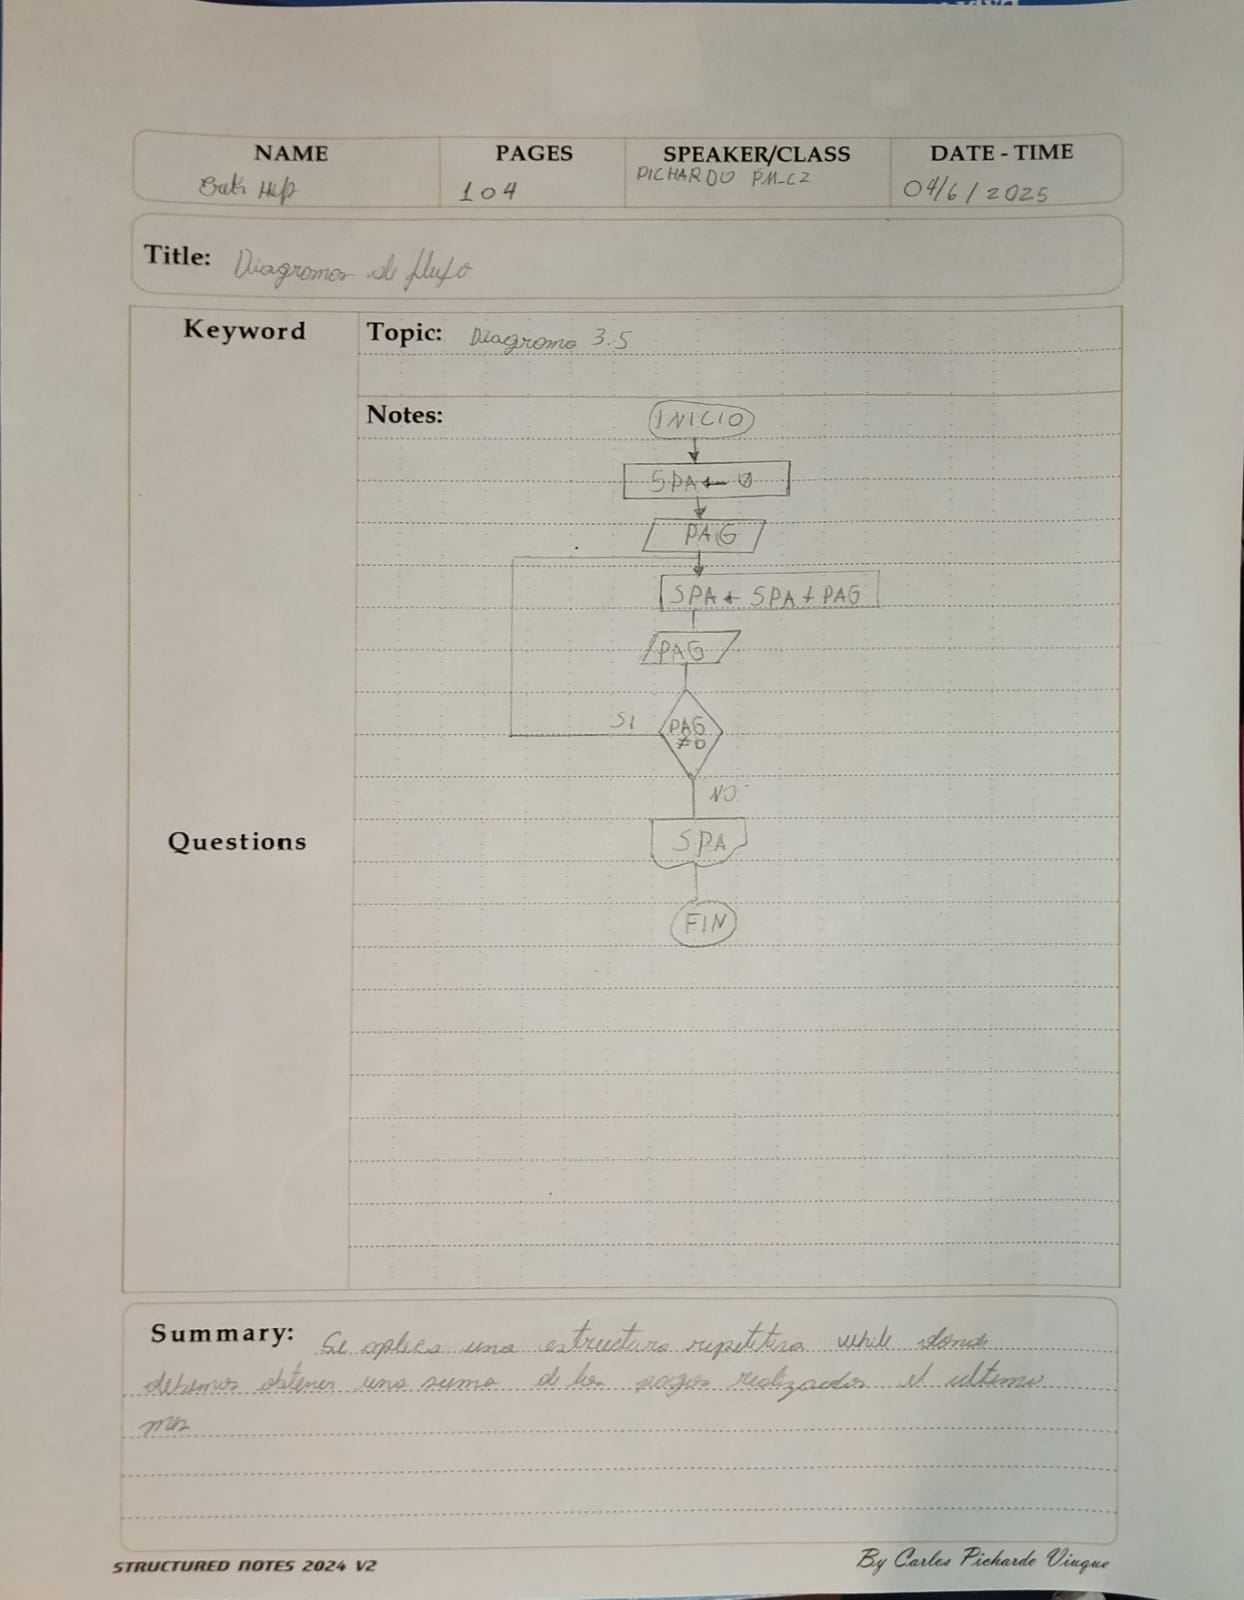 NAME PAGES SPEAKER/CLASS DATE - TIME
104 PICHARDO PM-C2 04/6/2025
Title: Diagramas de flujo
Keyword Topic: Diagrama 3.5
Notes: INICIO
SPA ← 0
PAG
SPA ← SPA + PAG
PAG
SI PAG
≠0
NO
Questions SPA
FIN
Summary: Se aplica una estructura repetitiva while donde
debemos obtener una suma de los pagos realizados el ultimo
mes
STRUCTURED NOTES 2024 V2 By Carlos Pichardo Viuque